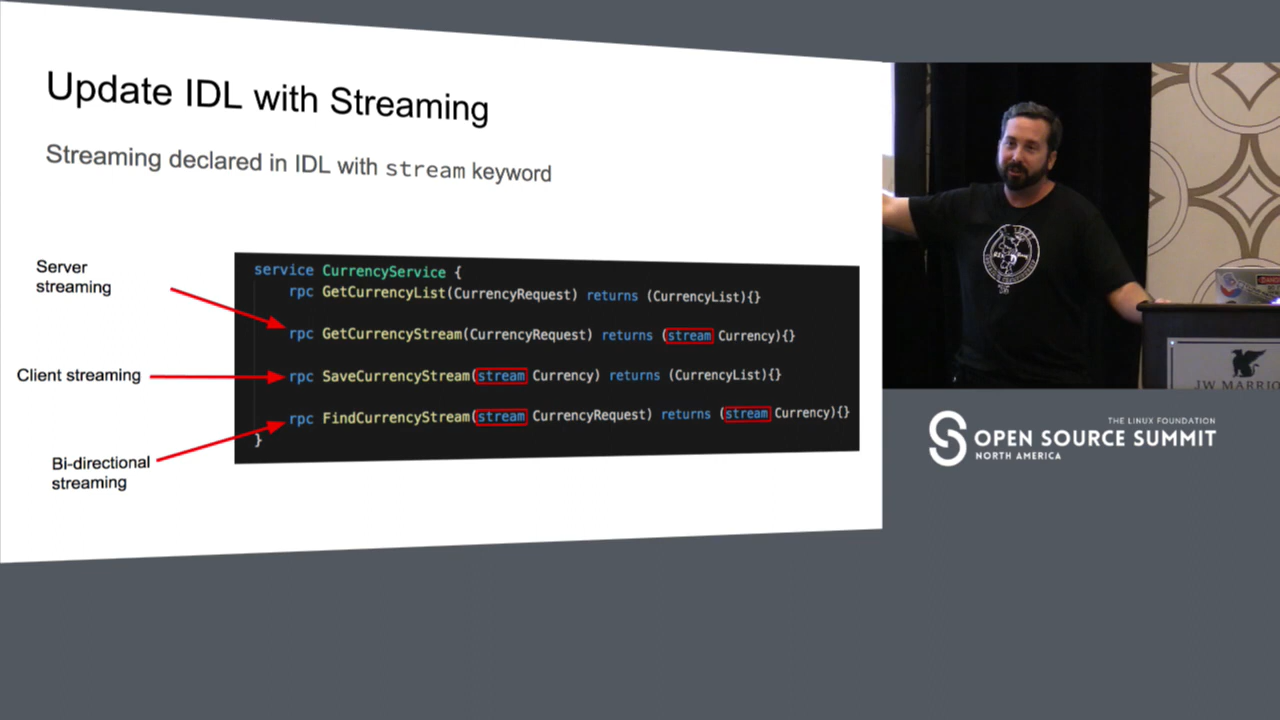 Update IDL with Streaming
Streaming declared in IDL with stream keyword
Server
streaming
Client streaming
Bi-directional
streaming
service CurrencyService {
rpc GetCurrencyList(CurrencyRequest) returns (CurrencyList){}
rpc GetCurrencyStream(CurrencyRequest) returns (stream Currency){}
rpc SaveCurrencyStream(stream Currency) returns (CurrencyList){}
rpc FindCurrencyStream(stream CurrencyRequest) returns (stream Currency){}
}
JW MARRIO
THE LINUX FOUNDATION
OPEN SOURCE SUMMIT
NORTH AMERICA